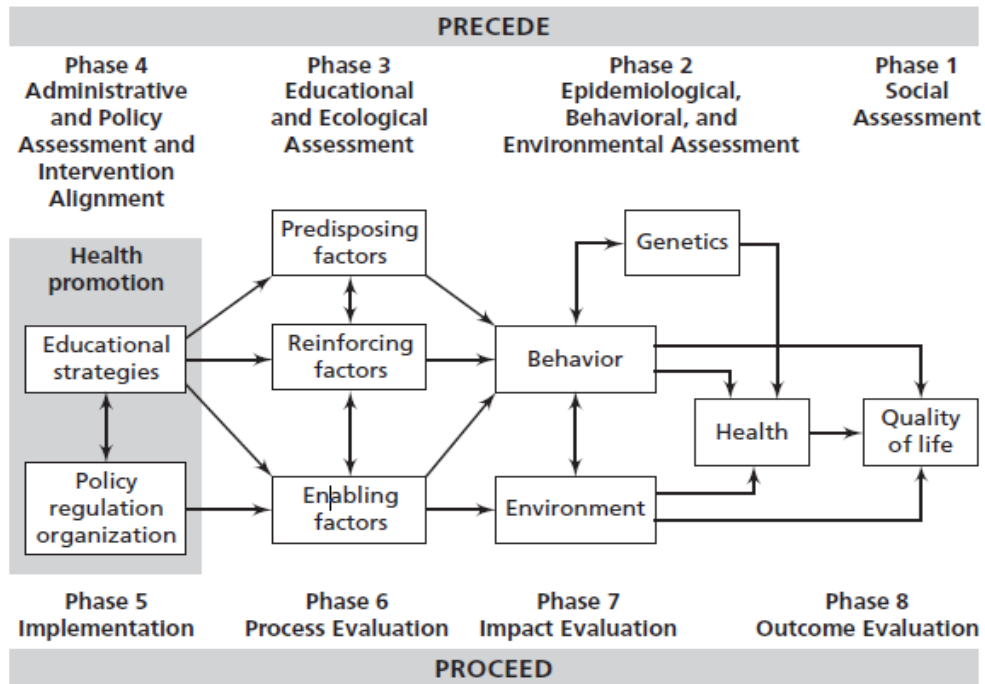 PRECEDE
Phase 4
Administrative
and Policy
Assessment and
Intervention
Alignment
Phase 3
Educational
and Ecological
Assessment
Phase 2
Epidemiological,
Behavioral, and
Environmental Assessment
Phase 1
Social
Assessment
Health
promotion
Educational
strategies
Policy
regulation
organization
Predisposing
factors
Reinforcing
factors
Enabling
factors
Genetics
Behavior
Environment
Health
Quality
of life
Phase 5
Implementation
Phase 6
Process Evaluation
Phase 7
Impact Evaluation
Phase 8
Outcome Evaluation
PROCEED